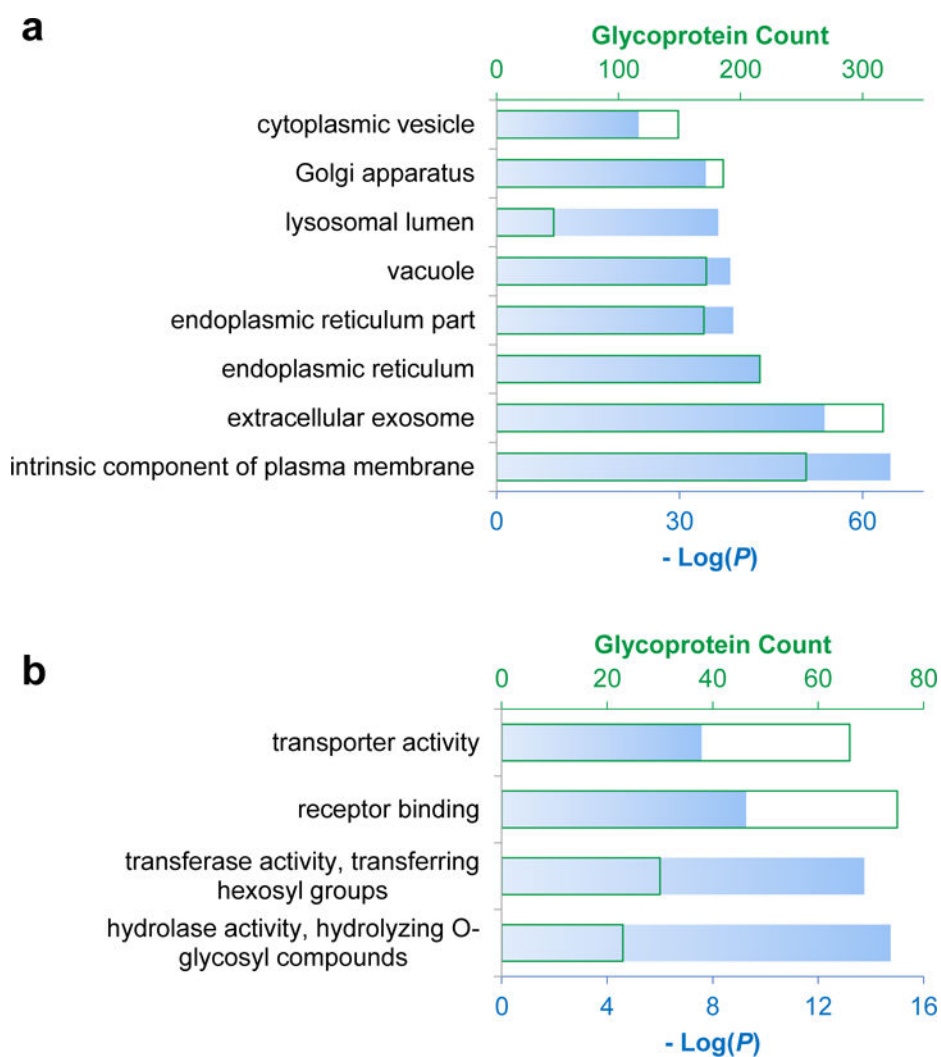 a
Glycoprotein Count
0 100 200 300
cytoplasmic vesicle
Golgi apparatus
lysosomal lumen
vacuole
endoplasmic reticulum part
endoplasmic reticulum
extracellular exosome
intrinsic component of plasma membrane
0 30 60
- Log(P)
b
Glycoprotein Count
0 20 40 60 80
transporter activity
receptor binding
transferase activity, transferring
hexosyl groups
hydrolase activity, hydrolyzing O-
glycosyl compounds
0 4 8 12 16
- Log(P)